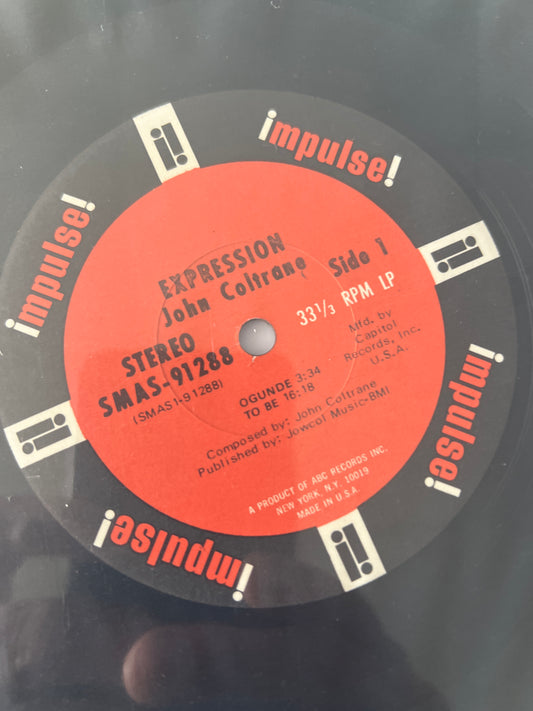 impulse!
impulse!
impulse!
impulse!
EXPRESSION
John Coltrane
Side 1
STEREO
SMAS-91288
(SMAS1-91288)
33 1/3 RPM LP
Mfd. by
Capitol
Records, Inc.
U.S.A.
OGUNDE 3:34
TO BE 16:18
Composed by: John Coltrane
Published by: Jowcol Music-BMI
A PRODUCT OF ABC RECORDS INC.
NEW YORK, N.Y. 10019
MADE IN U.S.A.